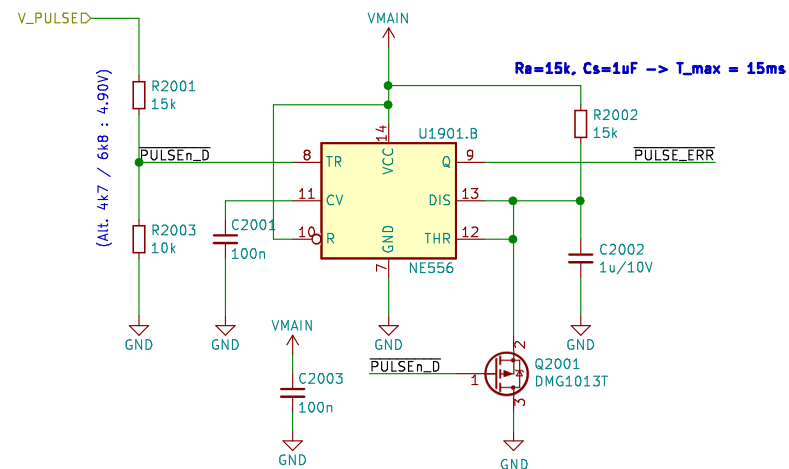 V_PULSED
VMAIN
Ra=15k, Cs=1uF -> T_max = 15ms
(Alt. 4k7 / 6k8 : 4.90V)
R2001
15k
R2002
15k
14
U1901.B
PULSEn_D
8
TR
VCC
Q
9
PULSE_ERR
11
CV
DIS
13
R2003
10k
C2001
100n
10
R
GND
THR
12
7
NE556
C2002
1u/10V
GND
GND
GND
GND
VMAIN
C2003
100n
GND
PULSEn_D
1
2
3
Q2001
DMG1013T
GND